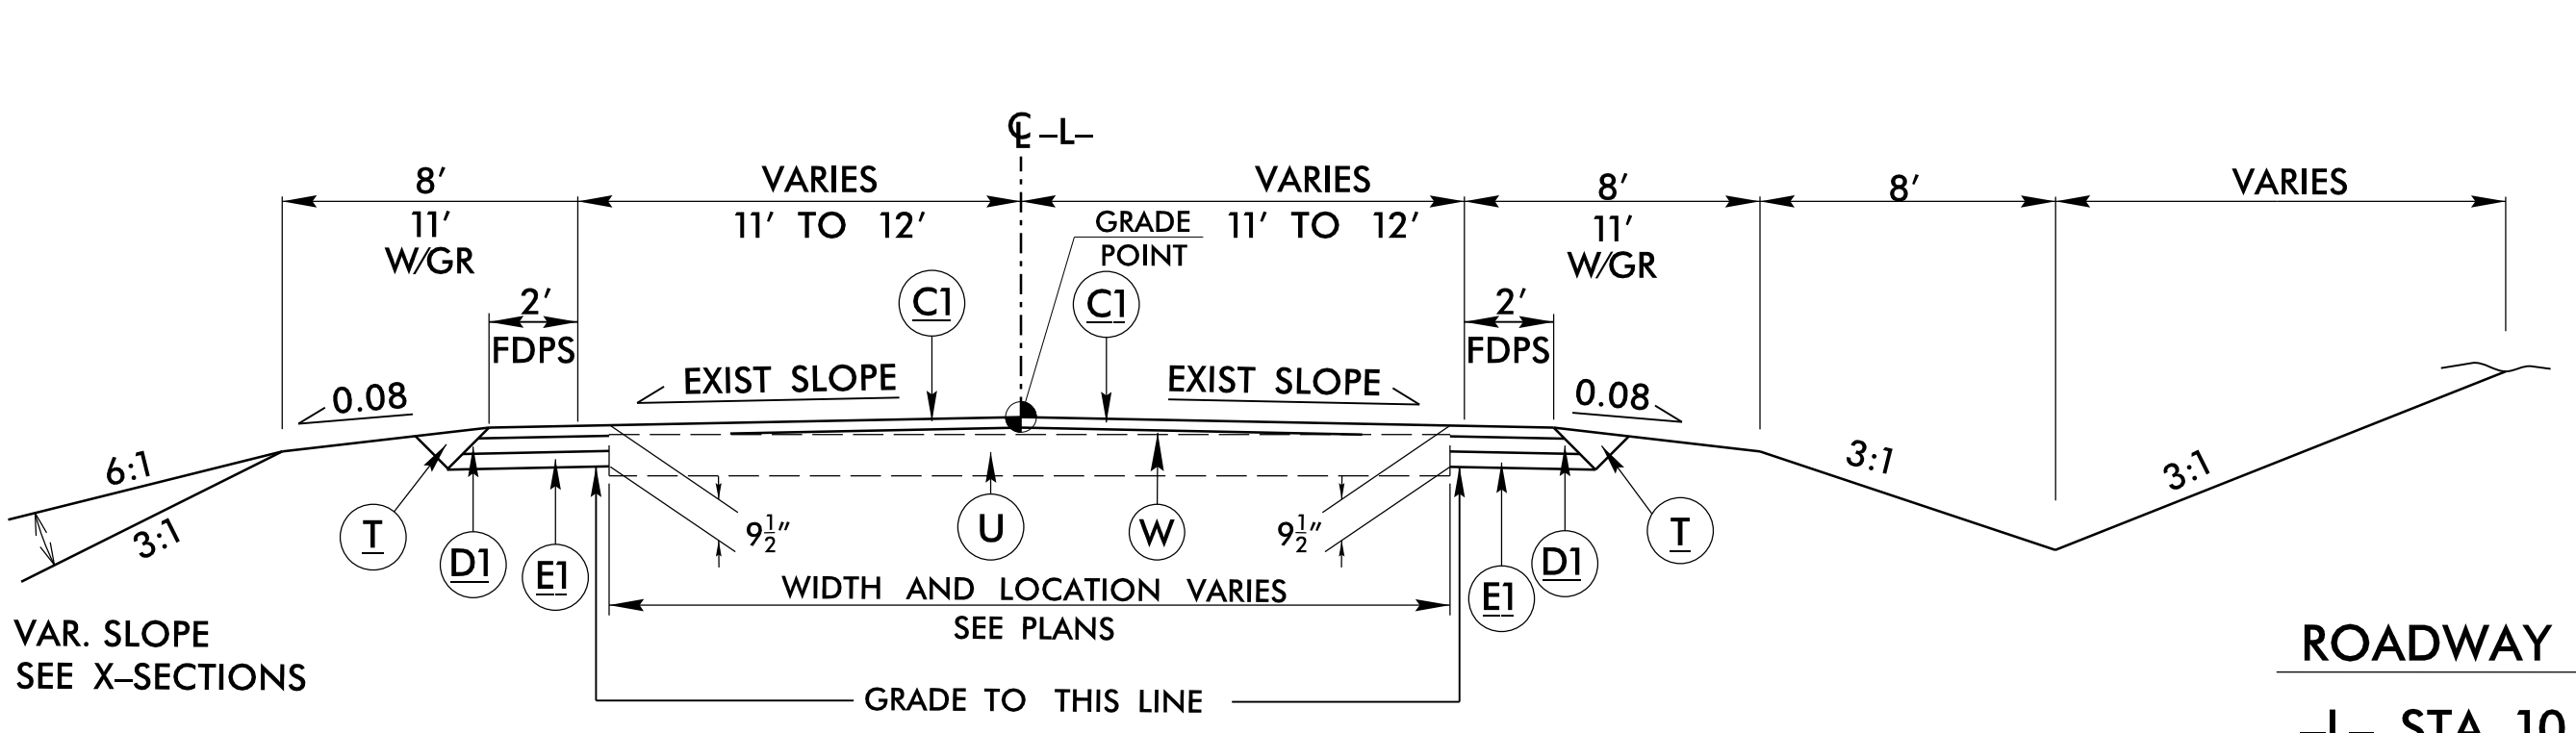 ℄ –L–
8′
VARIES
VARIES
8′
8′
VARIES
11′
W/GR
11′ TO 12′
GRADE
POINT
11′ TO 12′
11′
W/GR
2′
FDPS
C1
C1
2′
FDPS
0.08
EXIST SLOPE
EXIST SLOPE
0.08
6:1
3:1
3:1
3:1
T
D1
E1
9½″
U
W
9½″
E1
D1
T
WIDTH AND LOCATION VARIES
SEE PLANS
VAR. SLOPE
SEE X–SECTIONS
GRADE TO THIS LINE
ROADWAY
–L– STA 10